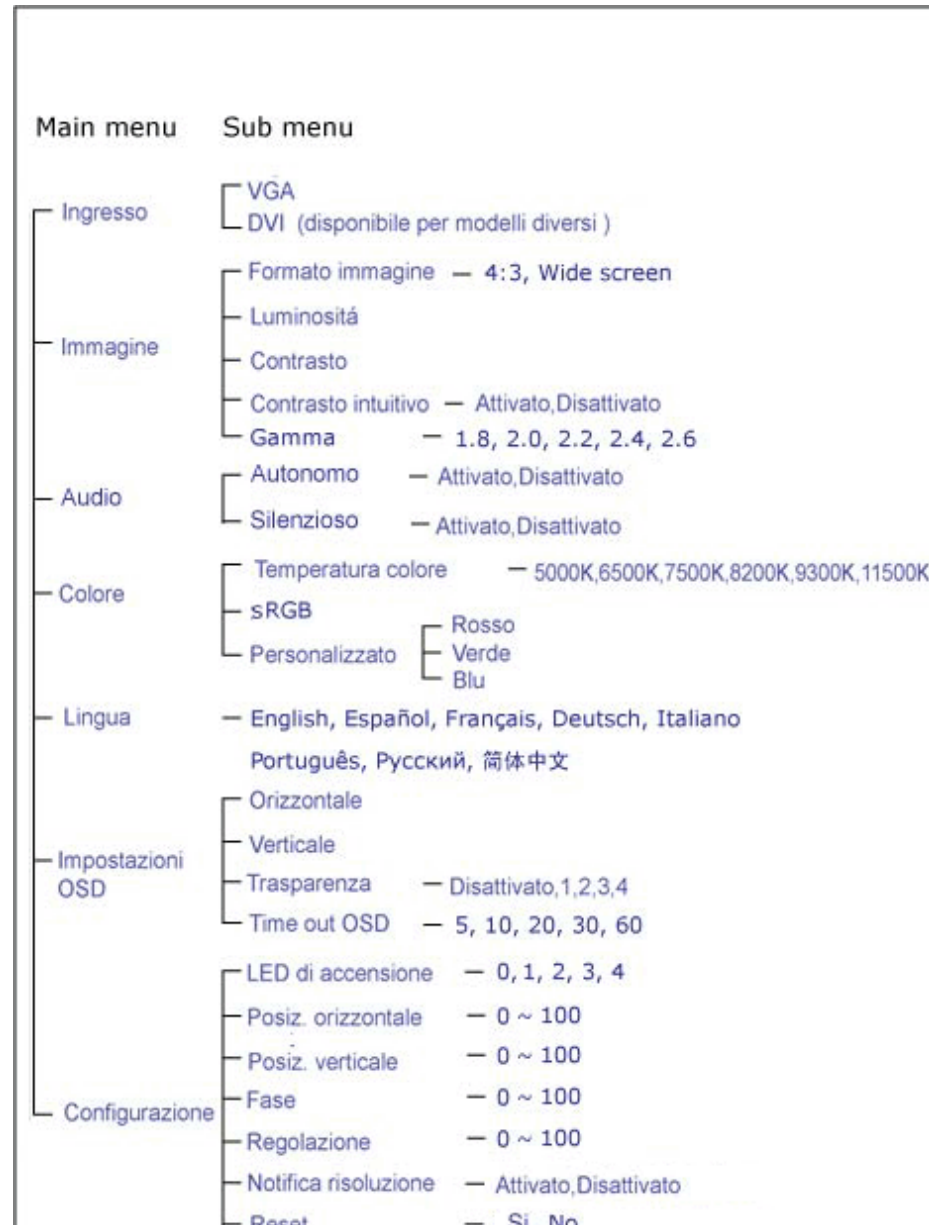 Main menu Sub menu
Ingresso
VGA
DVI (disponibile per modelli diversi )
Immagine
Formato immagine — 4:3, Wide screen
Luminositá
Contrasto
Contrasto intuitivo — Attivato,Disattivato
Gamma — 1.8, 2.0, 2.2, 2.4, 2.6
Audio
Autonomo — Attivato,Disattivato
Silenzioso — Attivato,Disattivato
Colore
Temperatura colore — 5000K,6500K,7500K,8200K,9300K,11500K
sRGB
Personalizzato
Rosso
Verde
Blu
Lingua — English, Español, Français, Deutsch, Italiano
Português, Русский, 简体中文
Impostazioni
OSD
Orizzontale
Verticale
Trasparenza — Disattivato,1,2,3,4
Time out OSD — 5, 10, 20, 30, 60
Configurazione
LED di accensione — 0, 1, 2, 3, 4
Posiz. orizzontale — 0 ~ 100
Posiz. verticale — 0 ~ 100
Fase — 0 ~ 100
Regolazione — 0 ~ 100
Notifica risoluzione — Attivato,Disattivato
Reset — Si, No